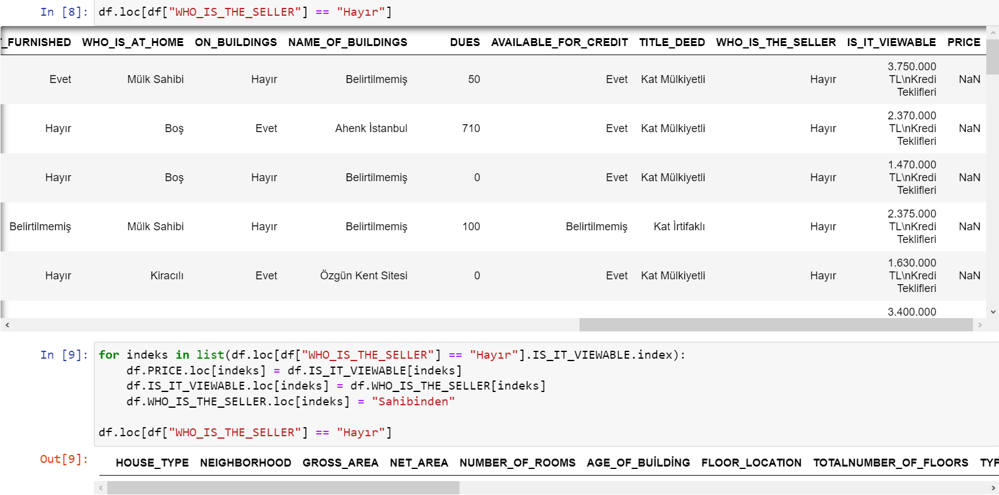 In [8]: df.loc[df["WHO_IS_THE_SELLER"] == "Hayır"]
_FURNISHED WHO_IS_AT_HOME ON_BUILDINGS NAME_OF_BUILDINGS DUES AVAILABLE_FOR_CREDIT TITLE_DEED WHO_IS_THE_SELLER IS_IT_VIEWABLE PRICE
3.750.000
Evet Mülk Sahibi Hayır Belirtilmemiş 50 Evet Kat Mülkiyetli Hayır TL\nKredi NaN
Teklifleri
2.370.000
Hayır Boş Evet Ahenk İstanbul 710 Evet Kat Mülkiyetli Hayır TL\nKredi NaN
Teklifleri
1.470.000
Hayır Boş Hayır Belirtilmemiş 0 Evet Kat Mülkiyetli Hayır TL\nKredi NaN
Teklifleri
2.375.000
Belirtilmemiş Mülk Sahibi Hayır Belirtilmemiş 100 Belirtilmemiş Kat İrtifaklı Hayır TL\nKredi NaN
Teklifleri
1.630.000
Hayır Kiracılı Evet Özgün Kent Sitesi 0 Evet Kat Mülkiyetli Hayır TL\nKredi NaN
Teklifleri
3.400.000
In [9]: for indeks in list(df.loc[df["WHO_IS_THE_SELLER"] == "Hayır"].IS_IT_VIEWABLE.index):
df.PRICE.loc[indeks] = df.IS_IT_VIEWABLE[indeks]
df.IS_IT_VIEWABLE.loc[indeks] = df.WHO_IS_THE_SELLER[indeks]
df.WHO_IS_THE_SELLER.loc[indeks] = "Sahibinden"
df.loc[df["WHO_IS_THE_SELLER"] == "Hayır"]
Out[9]: HOUSE_TYPE NEIGHBORHOOD GROSS_AREA NET_AREA NUMBER_OF_ROOMS AGE_OF_BUİLDİNG FLOOR_LOCATION TOTALNUMBER_OF_FLOORS TYP